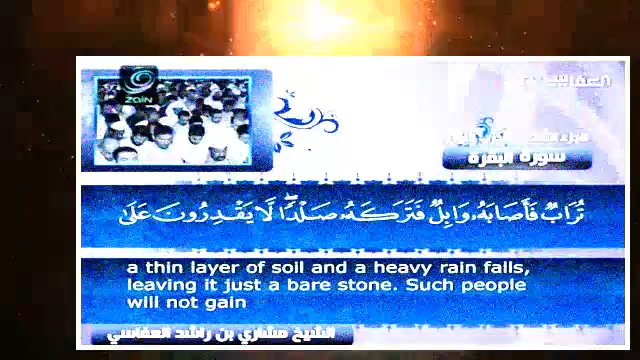 zain
العفاسي
سورة البقرة
تُرَابٌ فَأَصَابَهُۥ وَابِلٌ فَتَرَكَهُۥ صَلْدًاۖ لَّا يَقْدِرُونَ عَلَىٰ
a thin layer of soil and a heavy rain falls,
leaving it just a bare stone. Such people
will not gain
الشيخ مشاري بن راشد العفاسي